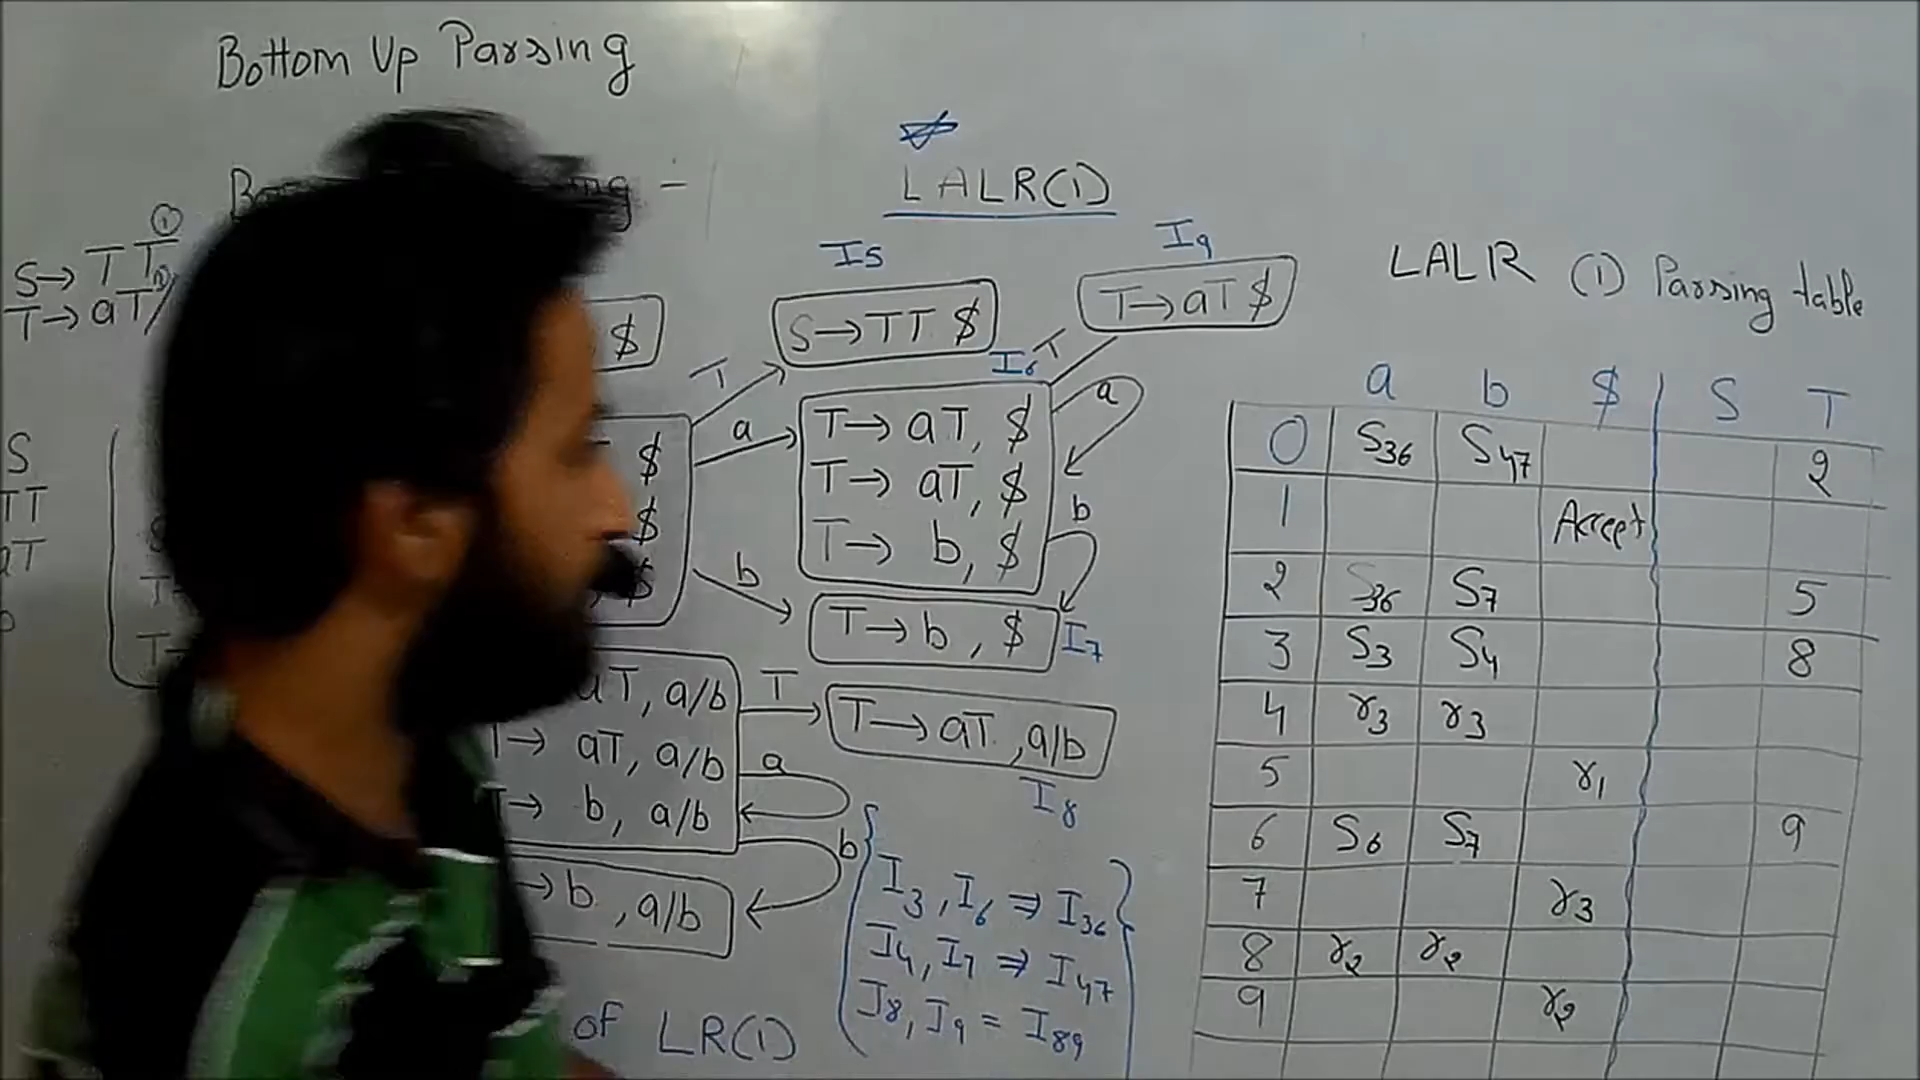 Bottom Up Parsing
LALR(1)
S→ TT ①
T→ aT/
S
TT
aT
$
$
$
$
T
a
b
I5
S→TT $
I9
T→aT $
I6
T
T→ aT, $
T→ aT, $
T→ b, $
a
b
T→b , $
I7
aT, a/b
→ aT, a/b
→ b, a/b
T
a
b
T→aT ,a/b
I8
→b ,a/b
I3, I6 ⇒ I36
I4, I7 ⇒ I47
I8, I9 = I89
of LR(1)
LALR (1) Parsing table
a b $ S T
0 S36 S47 2
1 Accept
2 S36 S7 5
3 S3 S4 8
4 r3 r3
5 r1
6 S6 S7 9
7 r3
8 r2 r2
9 r2